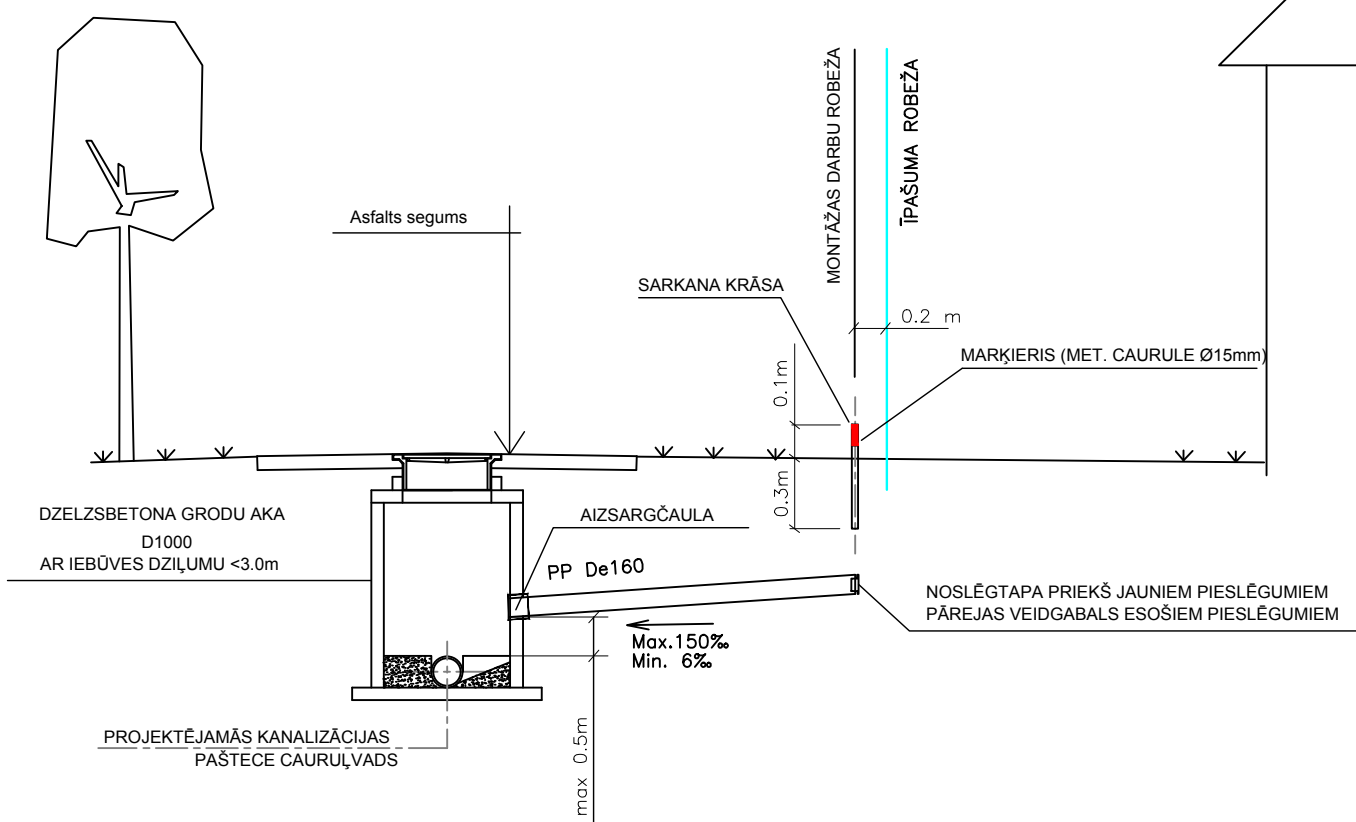 MONTĀŽAS DARBU ROBEŽA
ĪPAŠUMA ROBEŽA
Asfalts segums
SARKANA KRĀSA
0.2 m
MARĶIERIS (MET. CAURULE Ø15mm)
0.1m
0.3m
DZELZSBETONA GRODU AKA
D1000
AR IEBŪVES DZIĻUMU <3.0m
AIZSARGČAULA
PP De160
NOSLĒGTAPA PRIEKŠ JAUNIEM PIESLĒGUMIEM
PĀREJAS VEIDGABALS ESOŠIEM PIESLĒGUMIEM
Max.150‰
Min. 6‰
max 0.5m
PROJEKTĒJAMĀS KANALIZĀCIJAS
PAŠTECE CAURUĻVADS